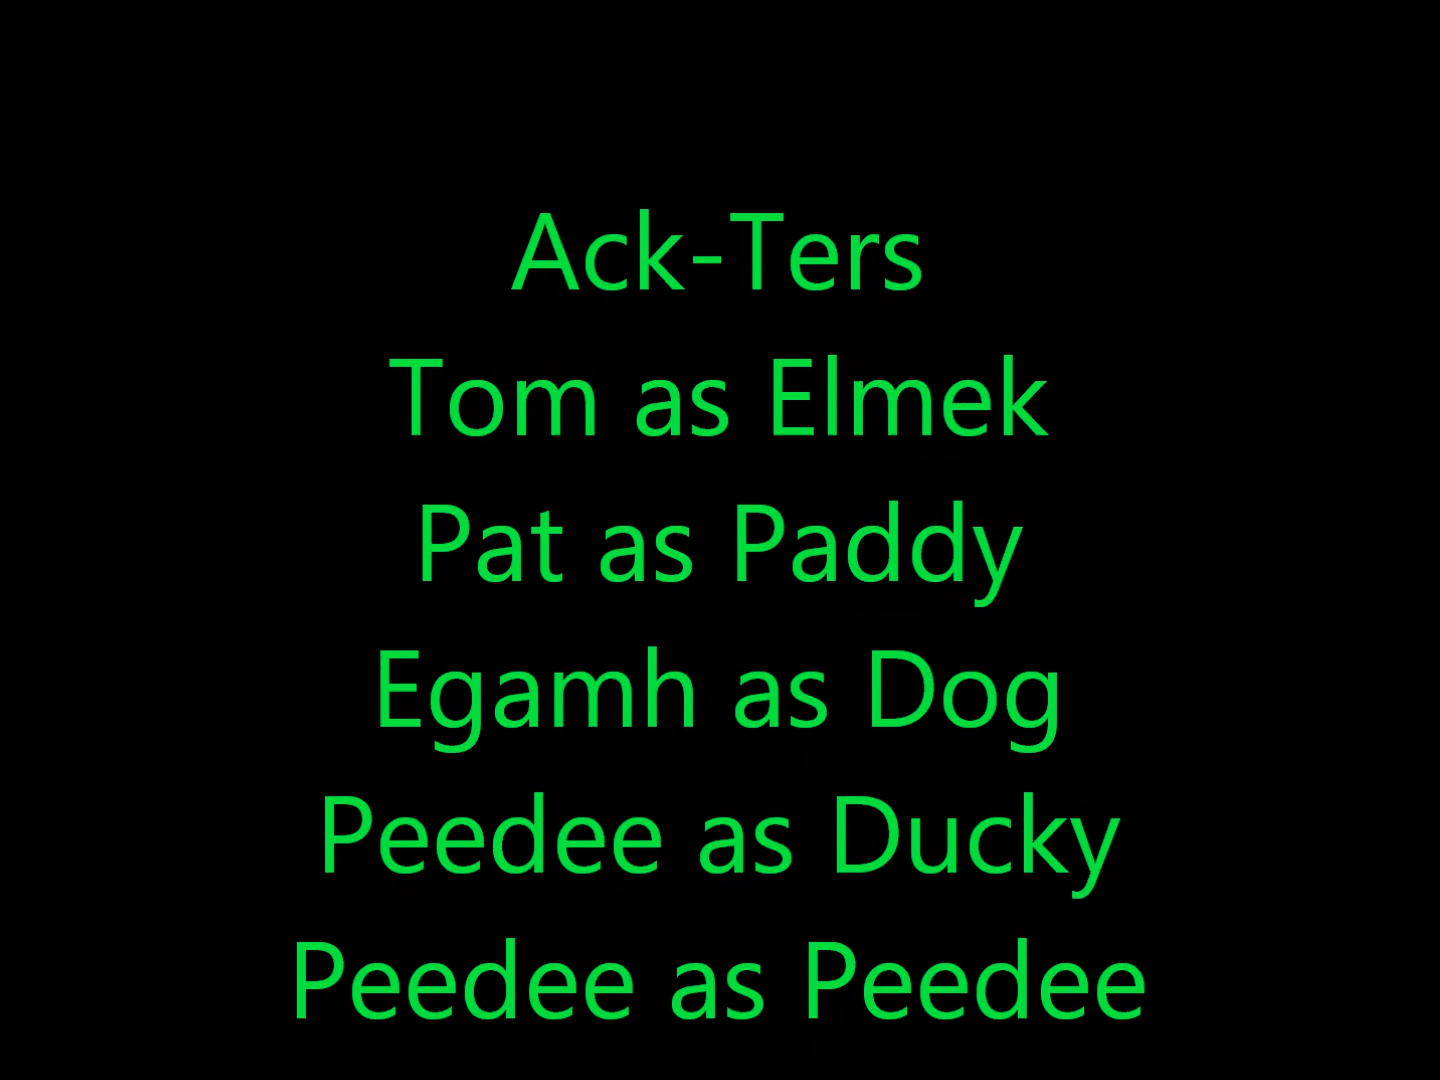 Ack-Ters
Tom as Elmek
Pat as Paddy
Egamh as Dog
Peedee as Ducky
Peedee as Peedee